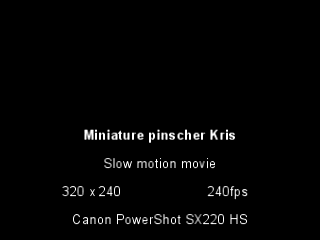 Miniature pinscher Kris
Slow motion movie
320 x 240 240fps
Canon PowerShot SX220 HS